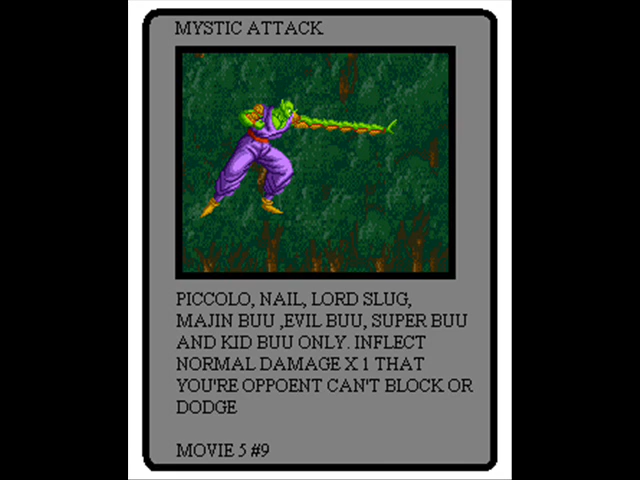 MYSTIC ATTACK
PICCOLO, NAIL, LORD SLUG,
MAJIN BUU ,EVIL BUU, SUPER BUU
AND KID BUU ONLY. INFLECT
NORMAL DAMAGE X 1 THAT
YOU'RE OPPOENT CAN'T BLOCK OR
DODGE
MOVIE 5 #9